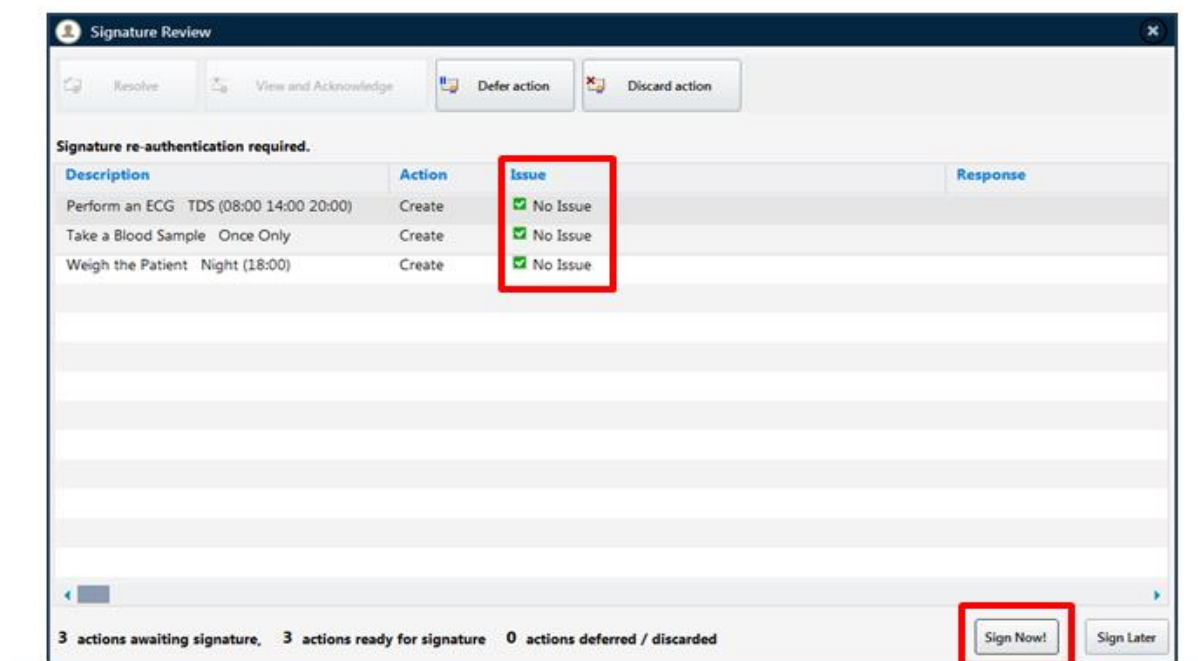 Signature Review
Resolve View and Acknowledge Defer action Discard action
Signature re-authentication required.
Description Action Issue Response
Perform an ECG TDS (08:00 14:00 20:00) Create No Issue
Take a Blood Sample Once Only Create No Issue
Weigh the Patient Night (18:00) Create No Issue
3 actions awaiting signature, 3 actions ready for signature 0 actions deferred / discarded Sign Now! Sign Later